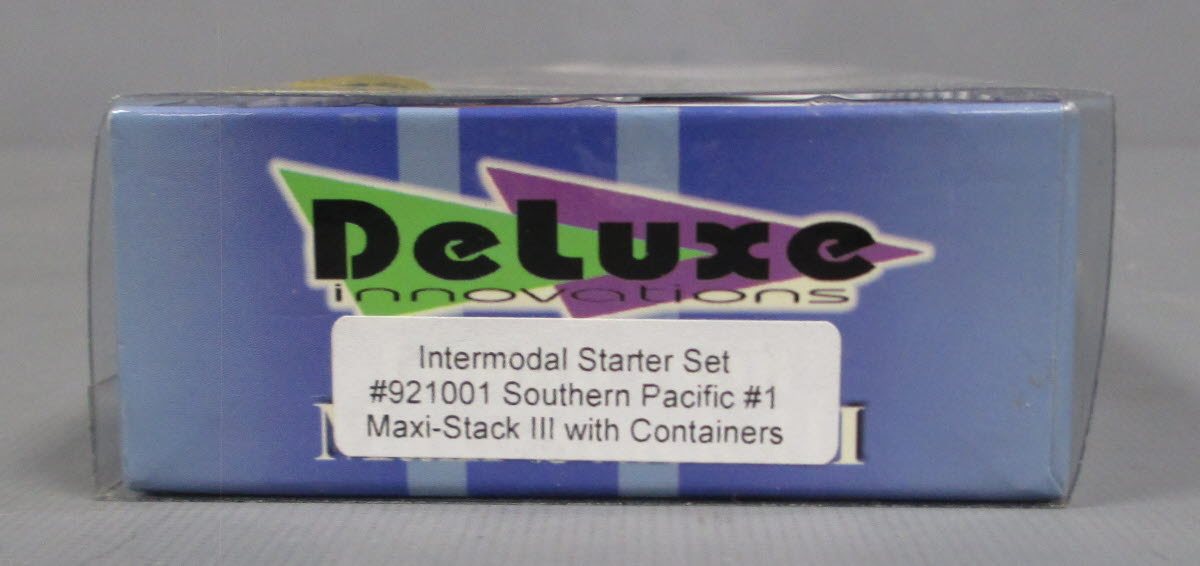 DeLuxe
innovations
Intermodal Starter Set
#921001 Southern Pacific #1
Maxi-Stack III with Containers